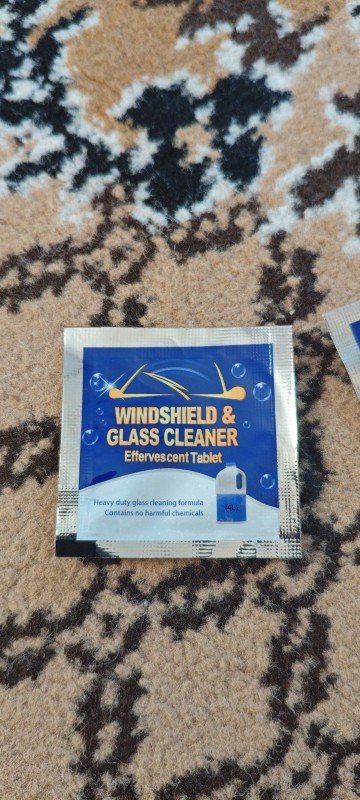 WINDSHIELD &
GLASS CLEANER
Effervescent Tablet
Heavy duty glass cleaning formula
Contains no harmful chemicals
(4L)